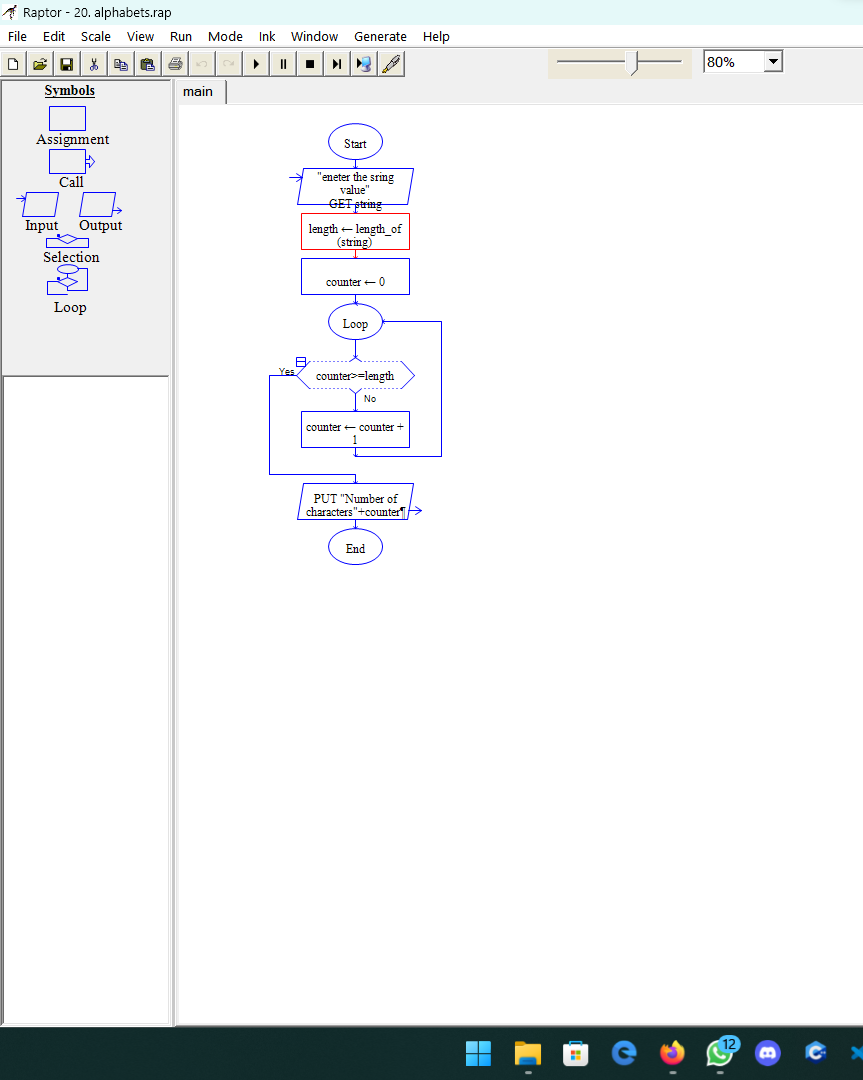 Raptor - 20. alphabets.rap
File Edit Scale View Run Mode Ink Window Generate Help
80%
Symbols
Assignment
Call
Input Output
Selection
Loop
main
Start
"eneter the sring
value"
GET string
length ← length_of
(string)
counter ← 0
Loop
Yes
counter>=length
No
counter ← counter +
1
PUT "Number of
characters"+counter¶
End
12